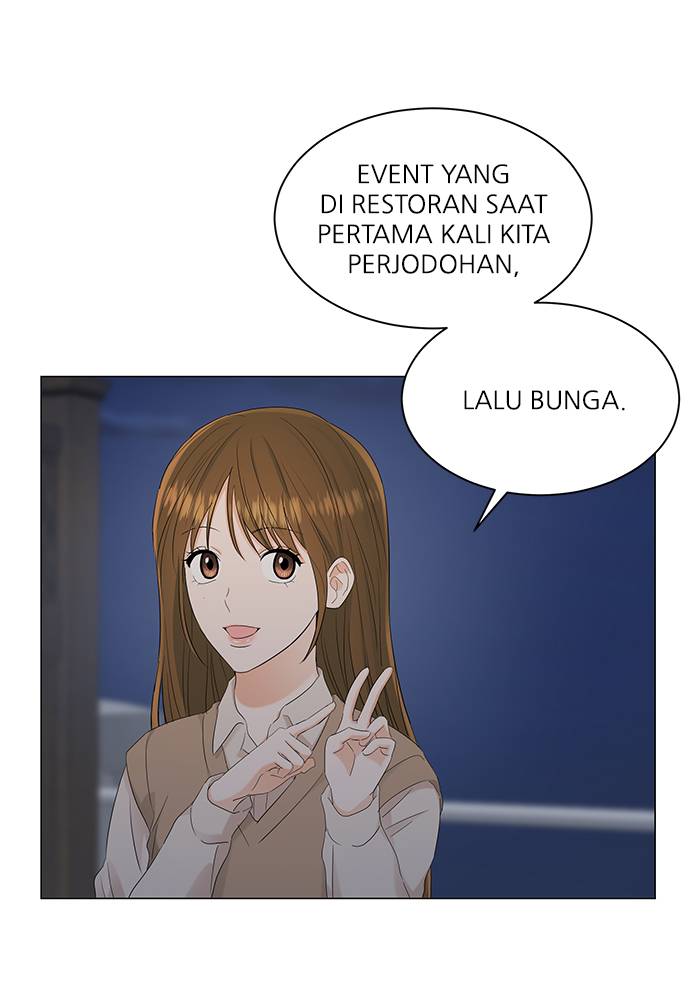 EVENT YANG
DI RESTORAN SAAT
PERTAMA KALI KITA
PERJODOHAN,
LALU BUNGA.